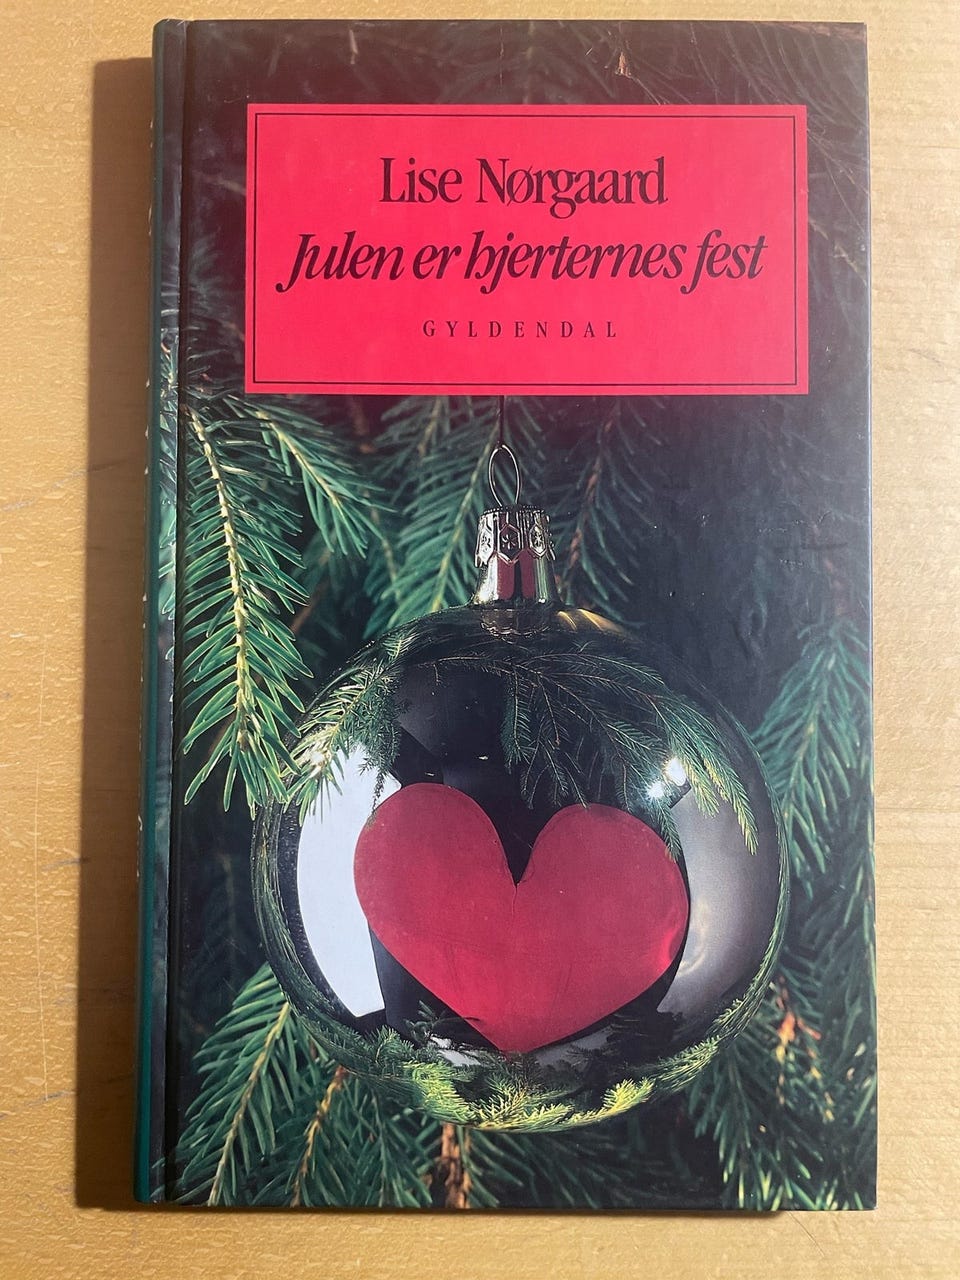 Lise Nørgaard
Julen er hjerternes fest
GYLDENDAL